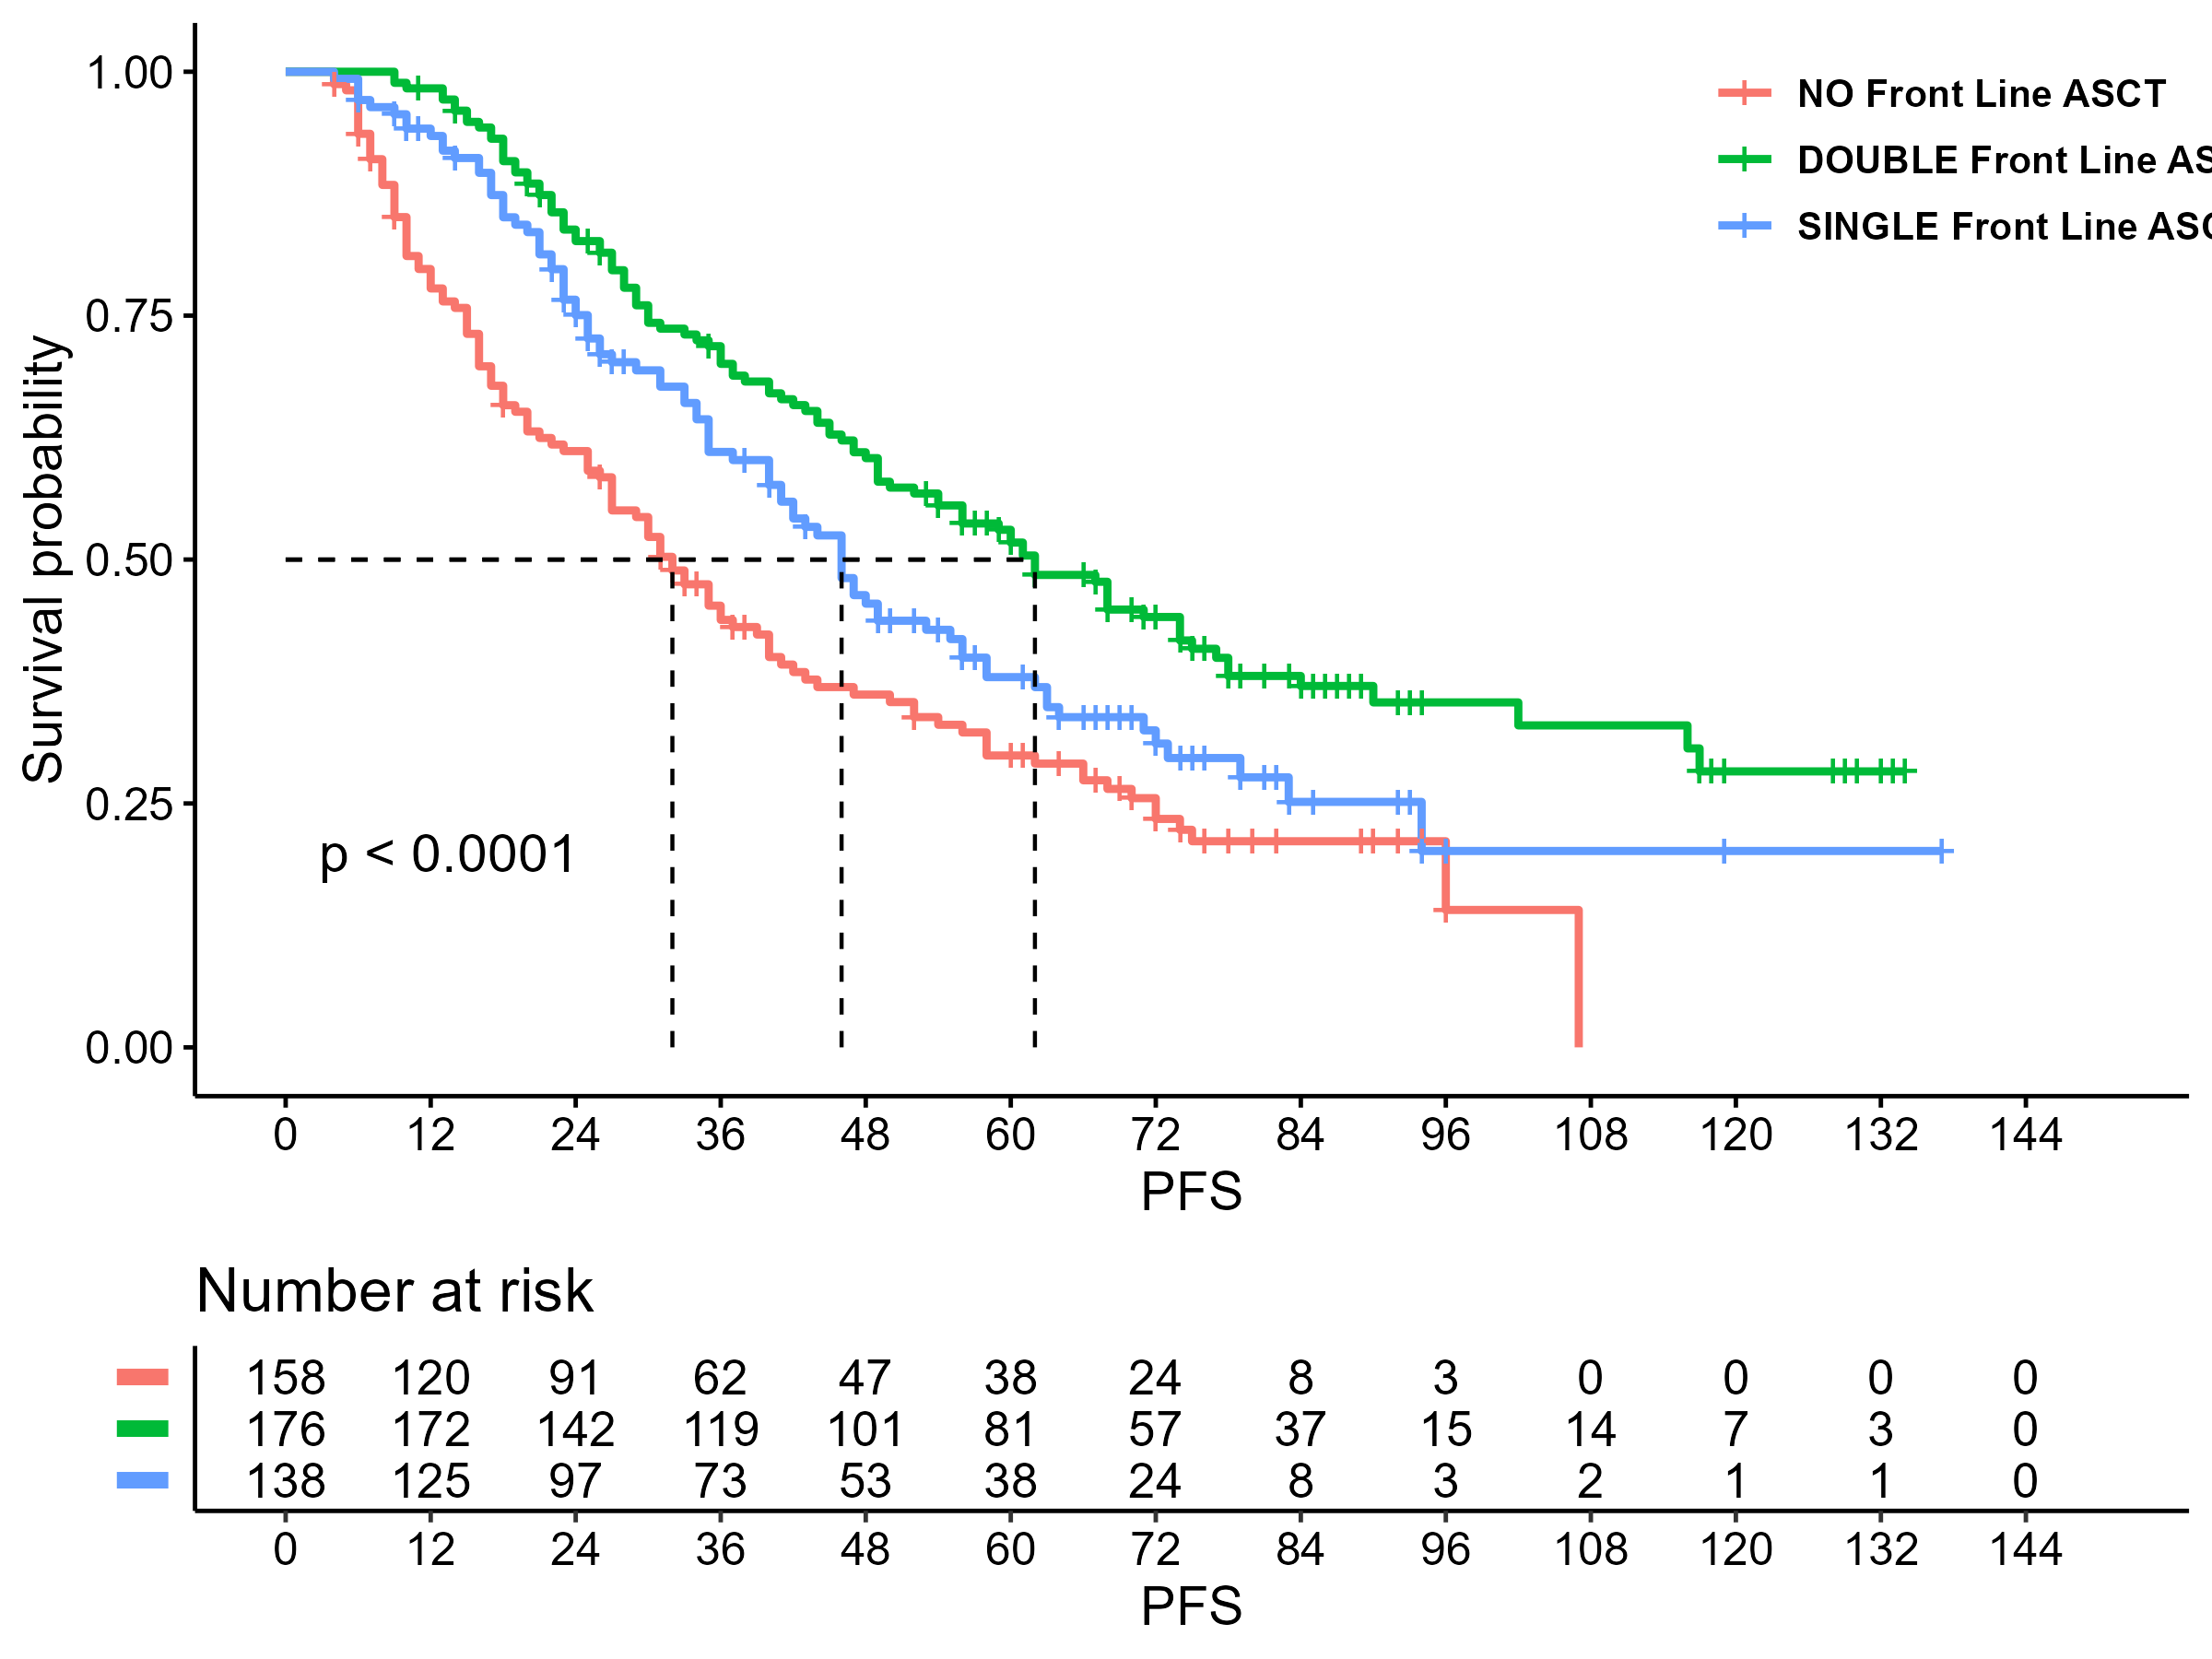 1.00
0.75
0.50
0.25
0.00
Survival probability
NO Front Line ASCT
DOUBLE Front Line AS
SINGLE Front Line ASC
p < 0.0001
0 12 24 36 48 60 72 84 96 108 120 132 144
PFS
Number at risk
158 120 91 62 47 38 24 8 3 0 0 0 0
176 172 142 119 101 81 57 37 15 14 7 3 0
138 125 97 73 53 38 24 8 3 2 1 1 0
0 12 24 36 48 60 72 84 96 108 120 132 144
PFS